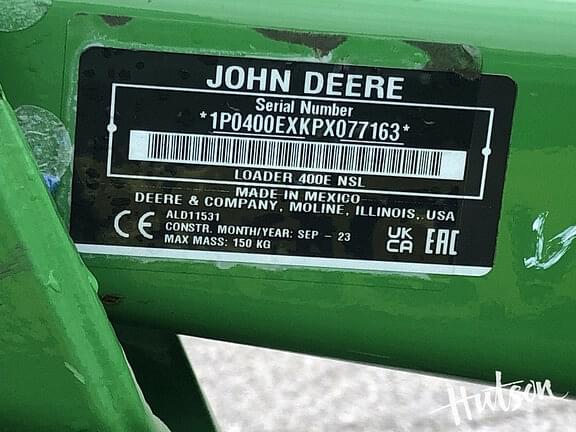 JOHN DEERE
Serial Number
*1P0400EXKPX077163*
LOADER 400E NSL
MADE IN MEXICO
DEERE & COMPANY, MOLINE, ILLINOIS, USA
ALD11531
CONSTR. MONTH/YEAR: SEP - 23
MAX MASS: 150 KG
CE
UK
CA
EAC
Hutson